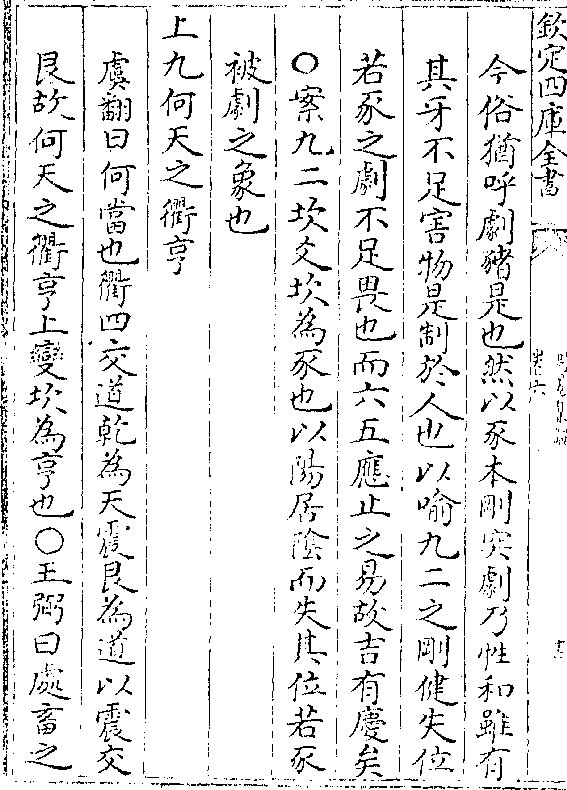 欽定四庫全書
今俗猶呼劇豬是也然以豕本剛突劇乃性和雖有
其牙不足害物是制於人也以喻九二之剛健失位
若豕之劇不足畏也而六五應止之易故吉有慶矣
○案九二坎爻坎為豕也以陽居陰而失其位若豕
被劇之象也
上九何天之衢亨
虞翻曰何當也衢四交道乾為天震艮為道以震交
艮故何天之衢亨上變坎為亨也○王弼曰處畜之